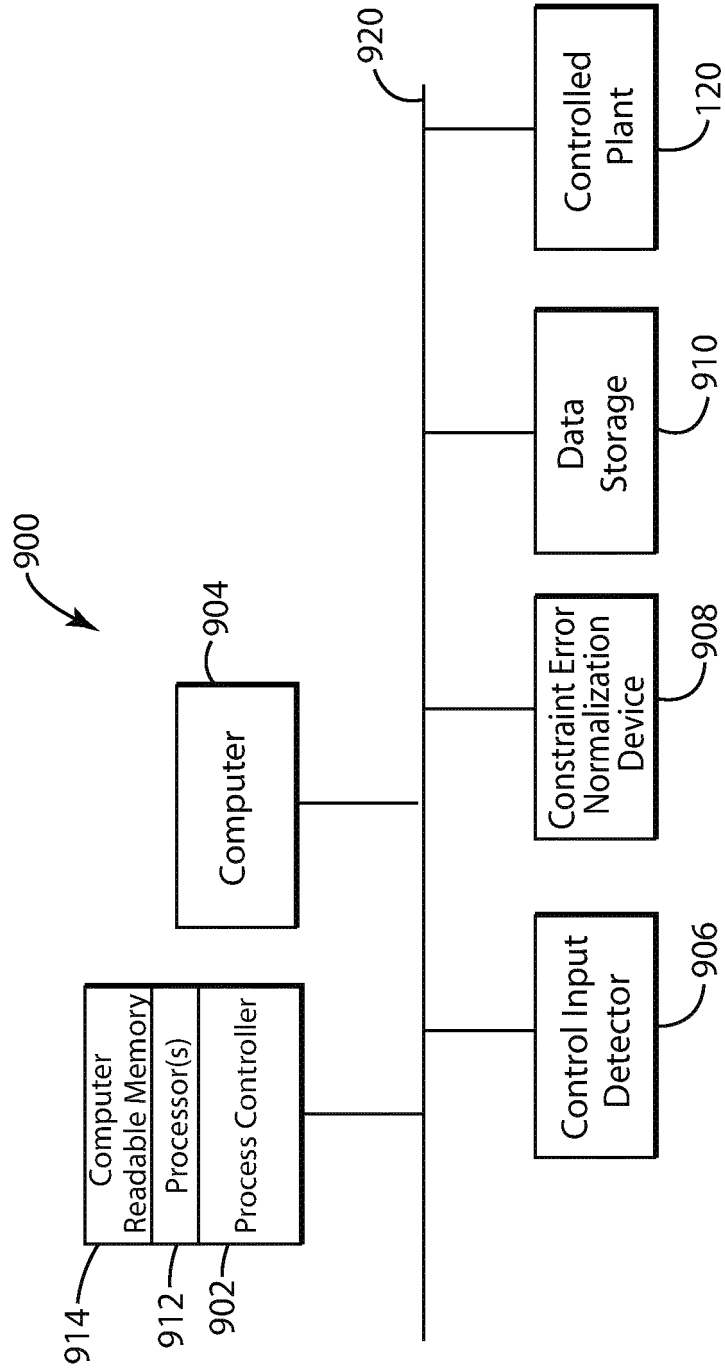 900
914
Computer
Readable Memory
912
Processor(s)
902
Process Controller
904
Computer
920
Control Input
Detector
906
Constraint Error
Normalization
Device
908
Data
Storage
910
Controlled
Plant
120